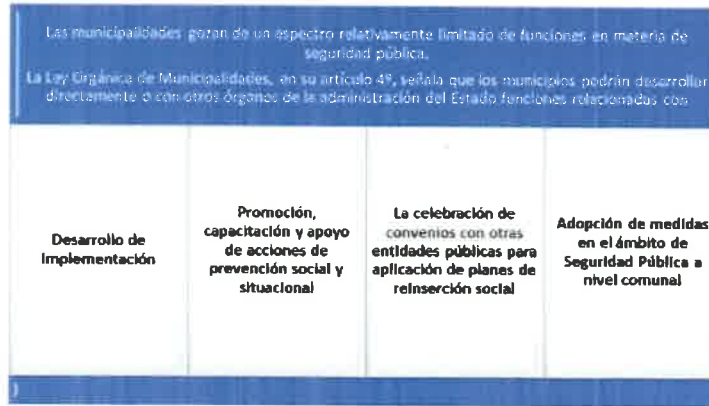 Las municipalidades gozan de un espectro relativamente limitado de funciones en materia de
seguridad pública.
La Ley Orgánica de Municipalidades, en su artículo 4º, señala que los municipios podrán desarrollar
directamente o con otros órganos de la administración del Estado funciones relacionadas con
Desarrollo de
Implementación
Promoción,
capacitación y apoyo
de acciones de
prevención social y
situacional
La celebración de
convenios con otras
entidades públicas para
aplicación de planes de
reinserción social
Adopción de medidas
en el ámbito de
Seguridad Pública a
nivel comunal
)